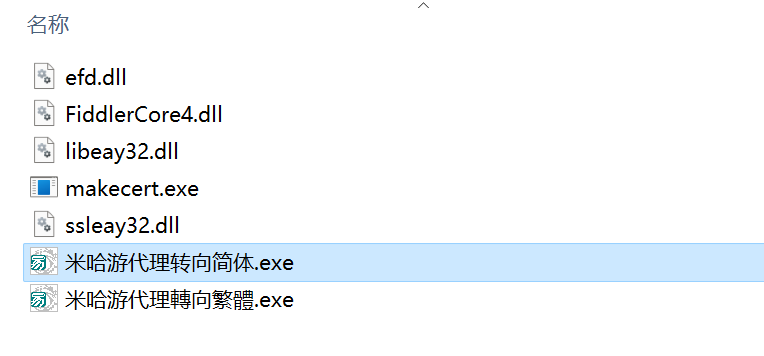 名称
efd.dll
FiddlerCore4.dll
libeay32.dll
makecert.exe
ssleay32.dll
米哈游代理转向简体.exe
米哈游代理轉向繁體.exe